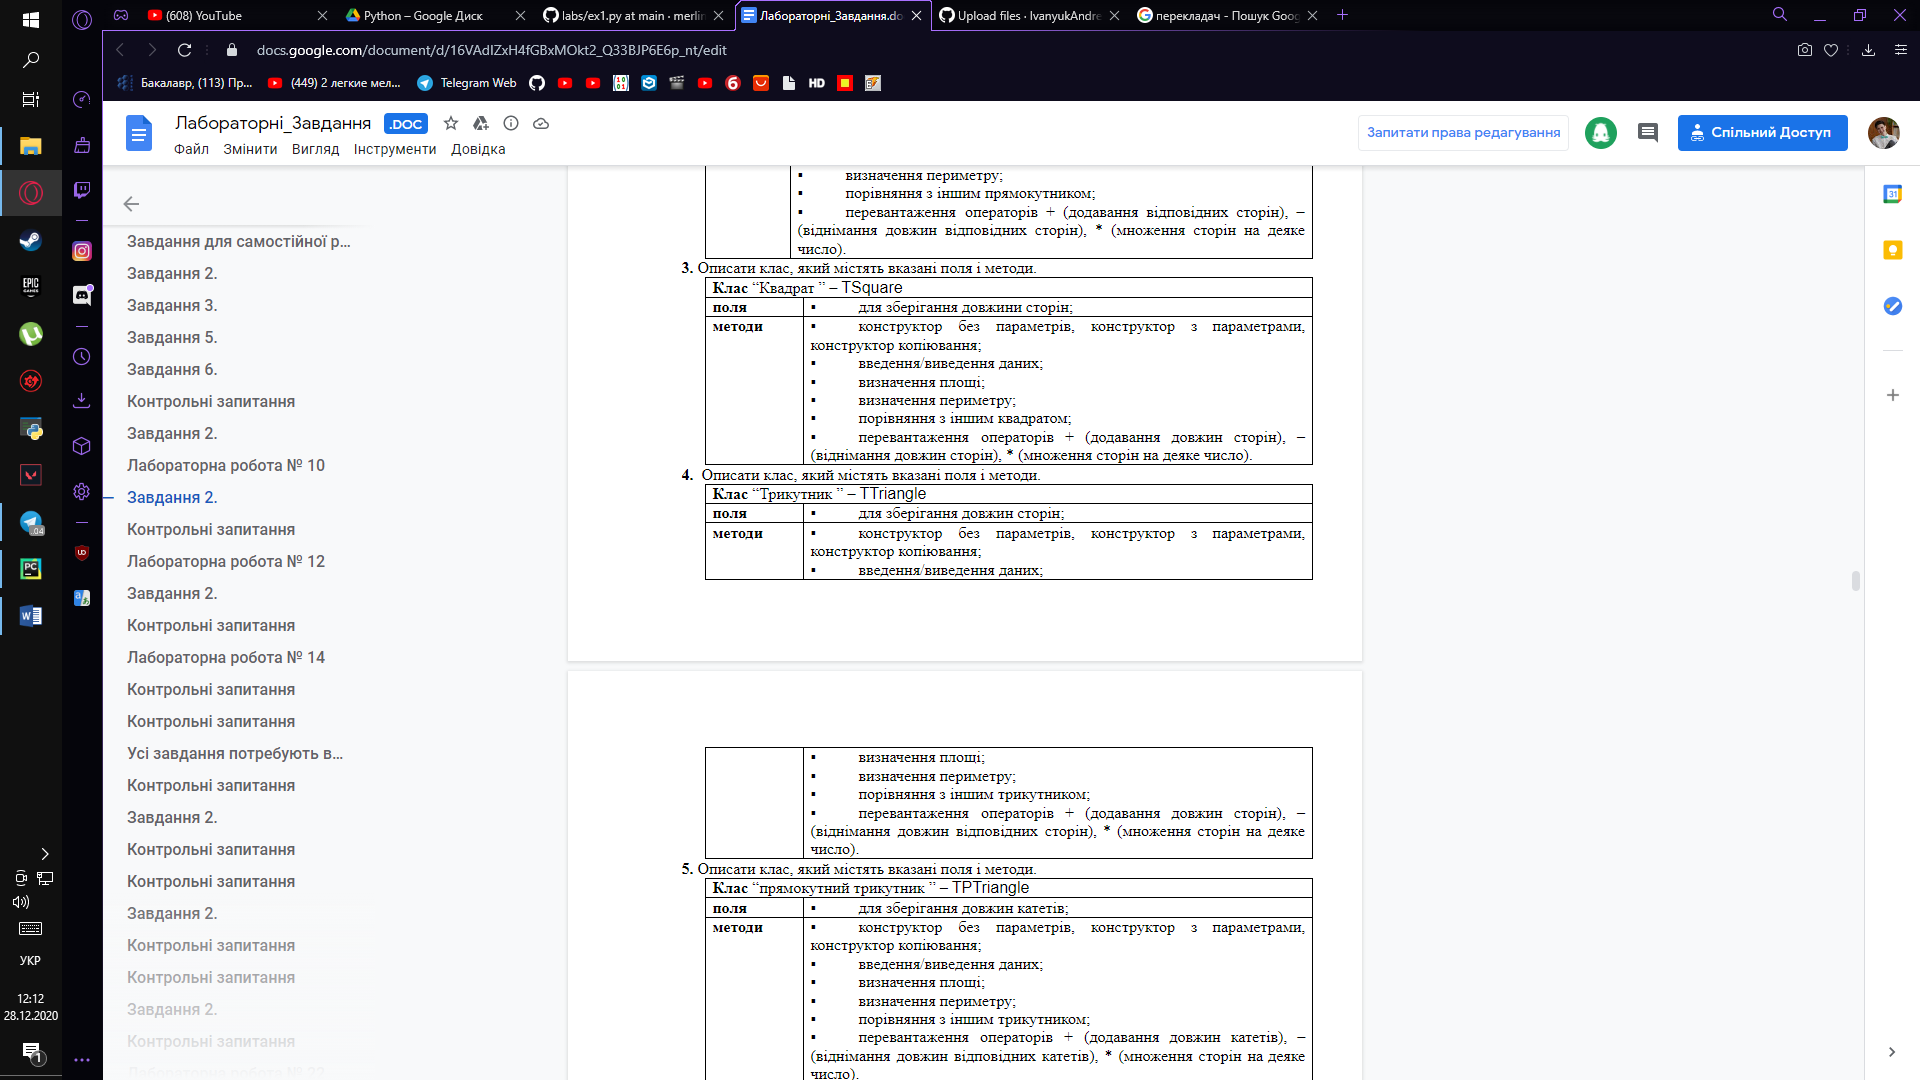 (608) YouTube
Python – Google Диск
labs/ex1.py at main · merlin
Лабораторні_Завдання.do
Upload files · IvanyukAndre
перекладач - Пошук Goog
docs.google.com/document/d/16VAdlZxH4fGBxMOkt2_Q33BJP6E6p_nt/edit
Бакалавр, (113) Пр...
(449) 2 легкие мел...
Telegram Web
HD
Лабораторні_Завдання
.DOC
Файл Змінити Вигляд Інструменти Довідка
Запитати права редагування
Спільний Доступ
Завдання для самостійної р...
Завдання 2.
Завдання 3.
Завдання 5.
Завдання 6.
Контрольні запитання
Завдання 2.
Лабораторна робота № 10
Завдання 2.
Контрольні запитання
Лабораторна робота № 12
Завдання 2.
Контрольні запитання
Лабораторна робота № 14
Контрольні запитання
Контрольні запитання
Усі завдання потребують в...
Контрольні запитання
Завдання 2.
Контрольні запитання
Контрольні запитання
Завдання 2.
Контрольні запитання
Контрольні запитання
Завдання 2.
Контрольні запитання
Лабораторна робота № 22
▪ визначення периметру;
▪ порівняння з іншим прямокутником;
▪ перевантаження операторів + (додавання відповідних сторін), –
(віднімання довжин відповідних сторін), * (множення сторін на деяке
число).
3. Описати клас, який містять вказані поля і методи.
Клас “Квадрат ” – TSquare
поля ▪ для зберігання довжини сторін;
методи ▪ конструктор без параметрів, конструктор з параметрами,
конструктор копіювання;
▪ введення/виведення даних;
▪ визначення площі;
▪ визначення периметру;
▪ порівняння з іншим квадратом;
▪ перевантаження операторів + (додавання довжин сторін), –
(віднімання довжин сторін), * (множення сторін на деяке число).
4. Описати клас, який містять вказані поля і методи.
Клас “Трикутник ” – TTriangle
поля ▪ для зберігання довжин сторін;
методи ▪ конструктор без параметрів, конструктор з параметрами,
конструктор копіювання;
▪ введення/виведення даних;
▪ визначення площі;
▪ визначення периметру;
▪ порівняння з іншим трикутником;
▪ перевантаження операторів + (додавання довжин сторін), –
(віднімання довжин відповідних сторін), * (множення сторін на деяке
число).
5. Описати клас, який містять вказані поля і методи.
Клас “прямокутний трикутник ” – TPTriangle
поля ▪ для зберігання довжин катетів;
методи ▪ конструктор без параметрів, конструктор з параметрами,
конструктор копіювання;
▪ введення/виведення даних;
▪ визначення площі;
▪ визначення периметру;
▪ порівняння з іншим трикутником;
▪ перевантаження операторів + (додавання довжин катетів), –
(віднімання довжин відповідних катетів), * (множення сторін на деяке
число).
31
EPIC
GAMES
PC
УКР
12:12
28.12.2020
1